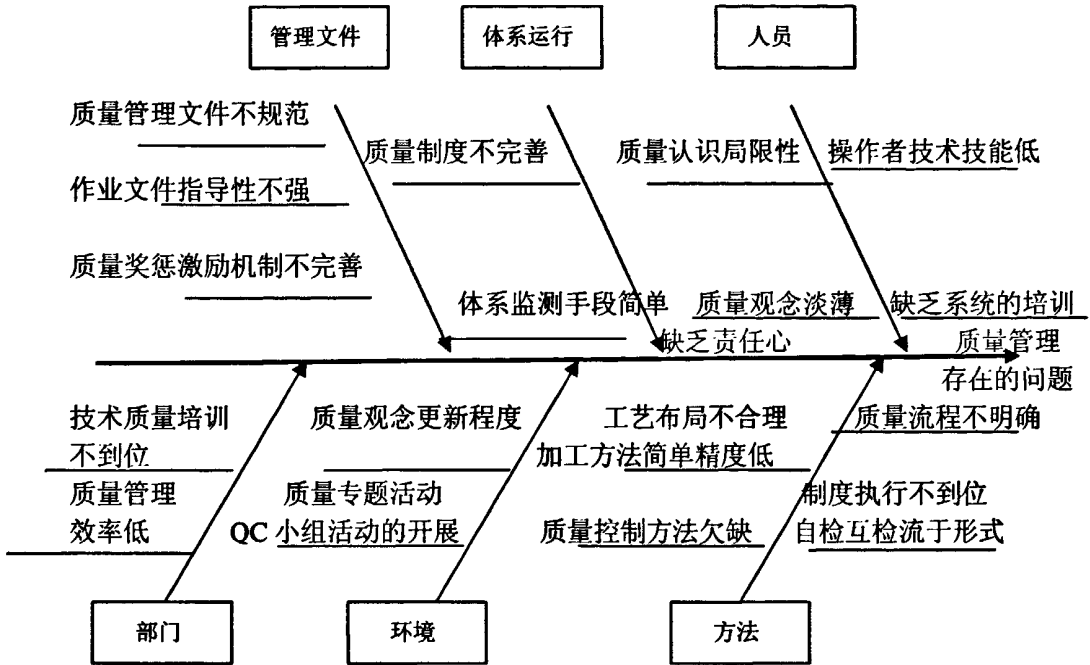 管理文件
体系运行
人员
质量管理文件不规范
质量制度不完善
质量认识局限性
操作者技术技能低
作业文件指导性不强
质量奖惩激励机制不完善
体系监测手段简单
质量观念淡薄
缺乏系统的培训
缺乏责任心
质量管理
存在的问题
技术质量培训
不到位
质量观念更新程度
工艺布局不合理
质量流程不明确
加工方法简单精度低
质量管理
效率低
质量专题活动
QC 小组活动的开展
质量控制方法欠缺
制度执行不到位
自检互检流于形式
部门
环境
方法